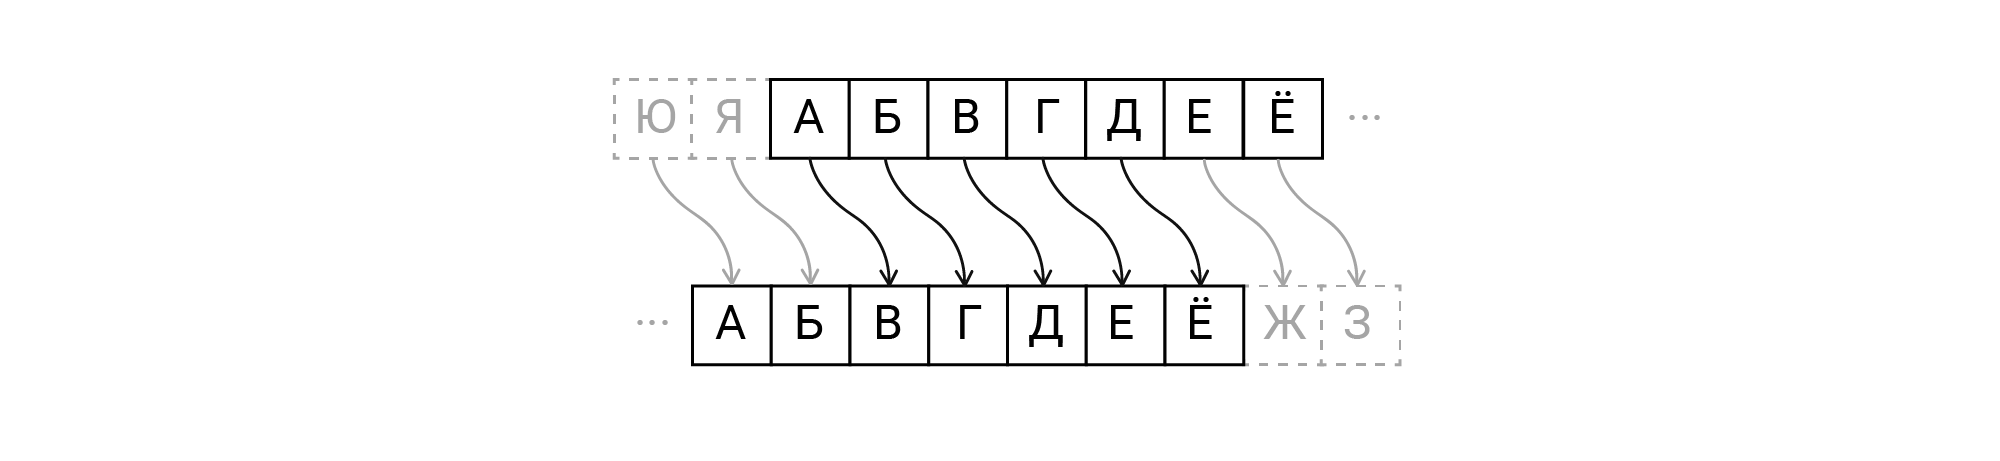 Ю Я А Б В Г Д Е Ё ...
... А Б В Г Д Е Ё Ж З